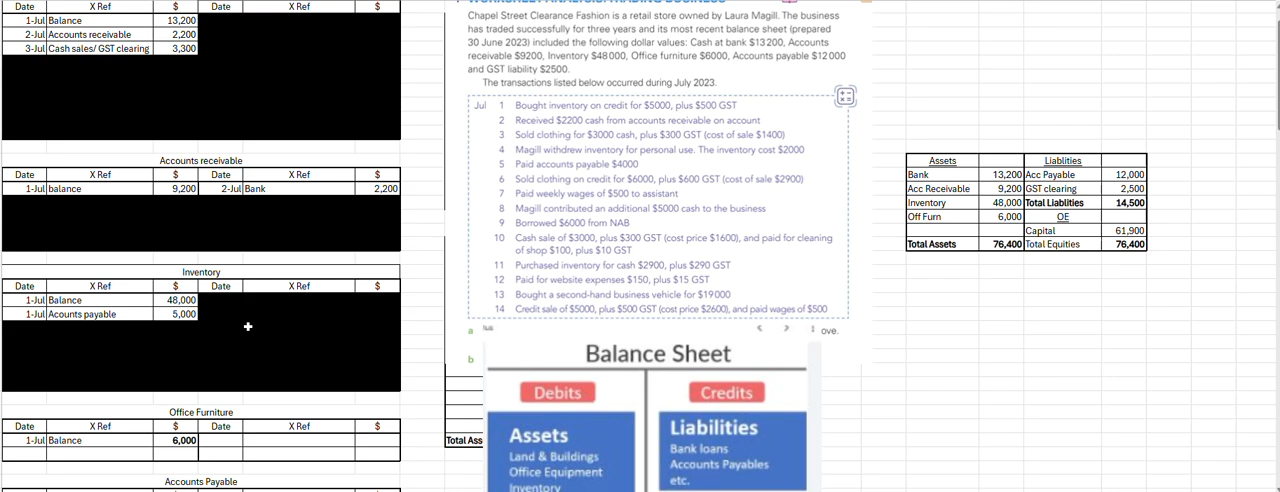 Date X Ref $ Date X Ref $
1-Jul Balance 13,200
2-Jul Accounts receivable 2,200
3-Jul Cash sales/ GST clearing 3,300
Accounts receivable
Date X Ref $ Date X Ref $
1-Jul balance 9,200 2-Jul Bank 2,200
Inventory
Date X Ref $ Date X Ref $
1-Jul Balance 48,000
1-Jul Acounts payable 5,000
Office Furniture
Date X Ref $ Date X Ref $
1-Jul Balance 6,000
Accounts Payable
Chapel Street Clearance Fashion is a retail store owned by Laura Magill. The business
has traded successfully for three years and its most recent balance sheet (prepared
30 June 2023) included the following dollar values: Cash at bank $13200, Accounts
receivable $9200, Inventory $48000, Office furniture $6000, Accounts payable $12000
and GST liability $2500.
The transactions listed below occurred during July 2023.
Jul 1 Bought inventory on credit for $5000, plus $500 GST
2 Received $2200 cash from accounts receivable on account
3 Sold clothing for $3000 cash, plus $300 GST (cost of sale $1400)
4 Magill withdrew inventory for personal use. The inventory cost $2000
5 Paid accounts payable $4000
6 Sold clothing on credit for $6000, plus $600 GST (cost of sale $2900)
7 Paid weekly wages of $500 to assistant
8 Magill contributed an additional $5000 cash to the business
9 Borrowed $6000 from NAB
10 Cash sale of $3000, plus $300 GST (cost price $1600), and paid for cleaning
of shop $100, plus $10 GST
11 Purchased inventory for cash $2900, plus $290 GST
12 Paid for website expenses $150, plus $15 GST
13 Bought a second-hand business vehicle for $19000
14 Credit sale of $5000, plus $500 GST (cost price $2600), and paid wages of $500
a ove.
b
Total Ass
Balance Sheet
Debits Credits
Assets
Land & Buildings
Office Equipment
Inventory
Liabilities
Bank loans
Accounts Payables
etc.
Assets Liablities
Bank 13,200 Acc Payable 12,000
Acc Receivable 9,200 GST clearing 2,500
Inventory 48,000 Total Liablities 14,500
Off Furn 6,000 OE
Capital 61,900
Total Assets 76,400 Total Equities 76,400